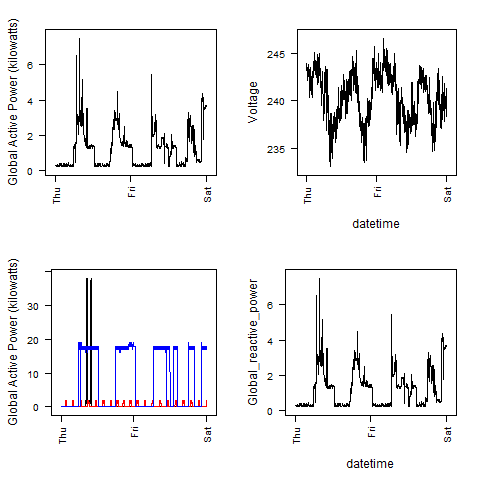 Global Active Power (kilowatts)
0
2
4
6
Thu
Fri
Sat
Voltage
235
240
245
Thu
Fri
Sat
datetime
Global Active Power (kilowatts)
0
10
20
30
Thu
Fri
Sat
Global_reactive_power
0
2
4
6
Thu
Fri
Sat
datetime